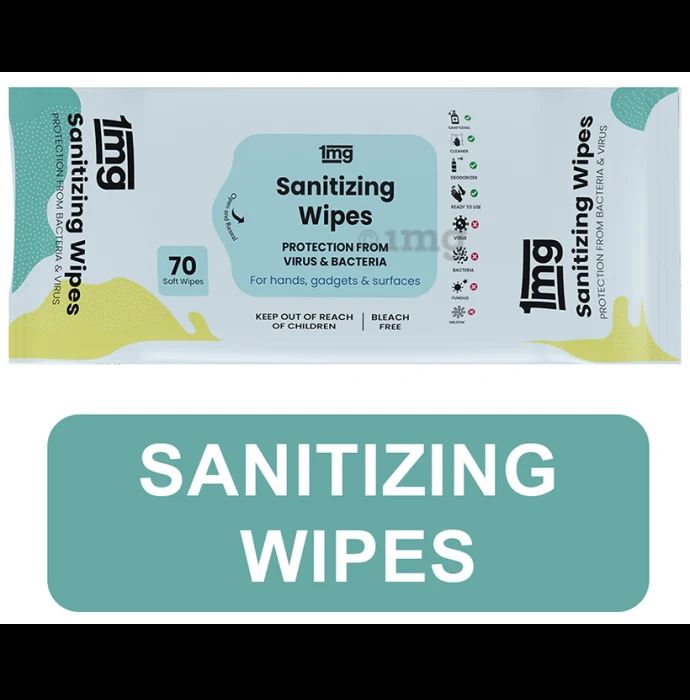 1mg
Sanitizing Wipes
PROTECTION FROM BACTERIA & VIRUS
1mg
Sanitizing
Wipes
PROTECTION FROM
VIRUS & BACTERIA
For hands, gadgets & surfaces
Open and Reseal
70
Soft Wipes
KEEP OUT OF REACH
OF CHILDREN
BLEACH
FREE
SANITIZING
CLEANER
DEODORIZER
READY TO USE
VIRUS
BACTERIA
FUNGUS
MILDEW
1mg
1mg
Sanitizing Wipes
PROTECTION FROM BACTERIA & VIRUS
SANITIZING
WIPES